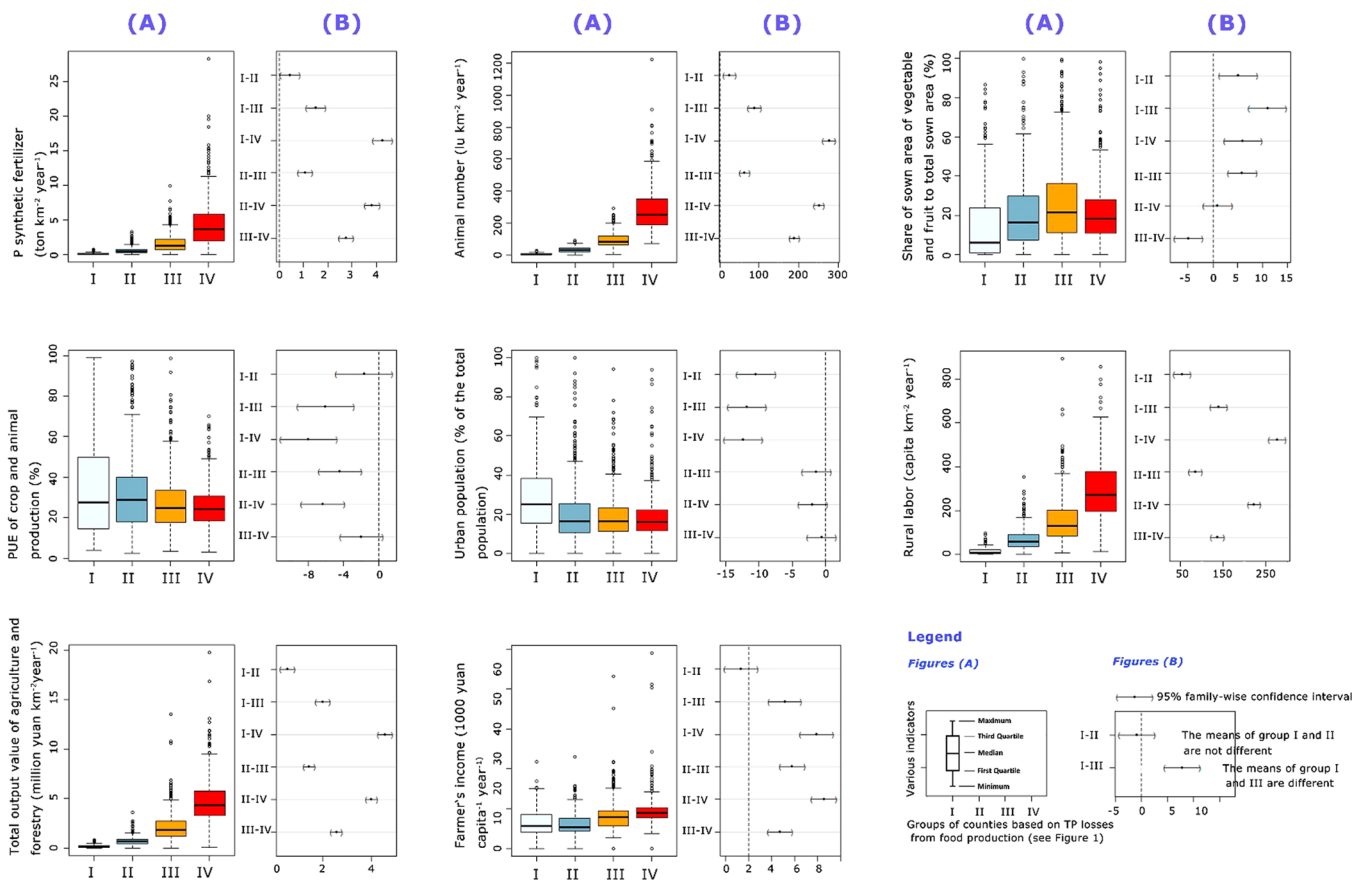 (A)
(B)
(A)
(B)
(A)
(B)
P synthetic fertilizer
(ton km⁻² year⁻¹)
25
20
15
10
5
0
I
II
III
IV
I-II
I-III
I-IV
II-III
II-IV
III-IV
0
1
2
3
4
Animal number (lu km⁻² year⁻¹)
1200
1000
800
600
400
200
0
I
II
III
IV
I-II
I-III
I-IV
II-III
II-IV
III-IV
0
100
200
300
Share of sown area of vegetable
and fruit to total sown area (%)
100
80
60
40
20
0
I
II
III
IV
I-II
I-III
I-IV
II-III
II-IV
III-IV
-5
0
5
10
15
PUE of crop and animal
production (%)
100
80
60
40
20
0
I
II
III
IV
I-II
I-III
I-IV
II-III
II-IV
III-IV
-8
-4
0
Urban population (% of the total
population)
100
80
60
40
20
0
I
II
III
IV
I-II
I-III
I-IV
II-III
II-IV
III-IV
-15
-10
-5
0
Rural labor (capita km⁻² year⁻¹)
800
600
400
200
0
I
II
III
IV
I-II
I-III
I-IV
II-III
II-IV
III-IV
50
150
250
Total output value of agriculture and
forestry (million yuan km⁻²year⁻¹)
20
15
10
5
0
I
II
III
IV
I-II
I-III
I-IV
II-III
II-IV
III-IV
0
2
4
Farmer's income (1000 yuan
capita⁻¹ year⁻¹)
60
50
40
30
20
10
0
I
II
III
IV
I-II
I-III
I-IV
II-III
II-IV
III-IV
0
2
4
6
8
Legend
Figures (A)
Various indicators
Maximum
Third Quartile
Median
First Quartile
Minimum
I
II
III
IV
Groups of counties based on TP losses
from food production (see Figure 1)
Figures (B)
95% family-wise confidence interval
I-II
The means of group I and II
are not different
I-III
The means of group I
and III are different
-5
0
5
10